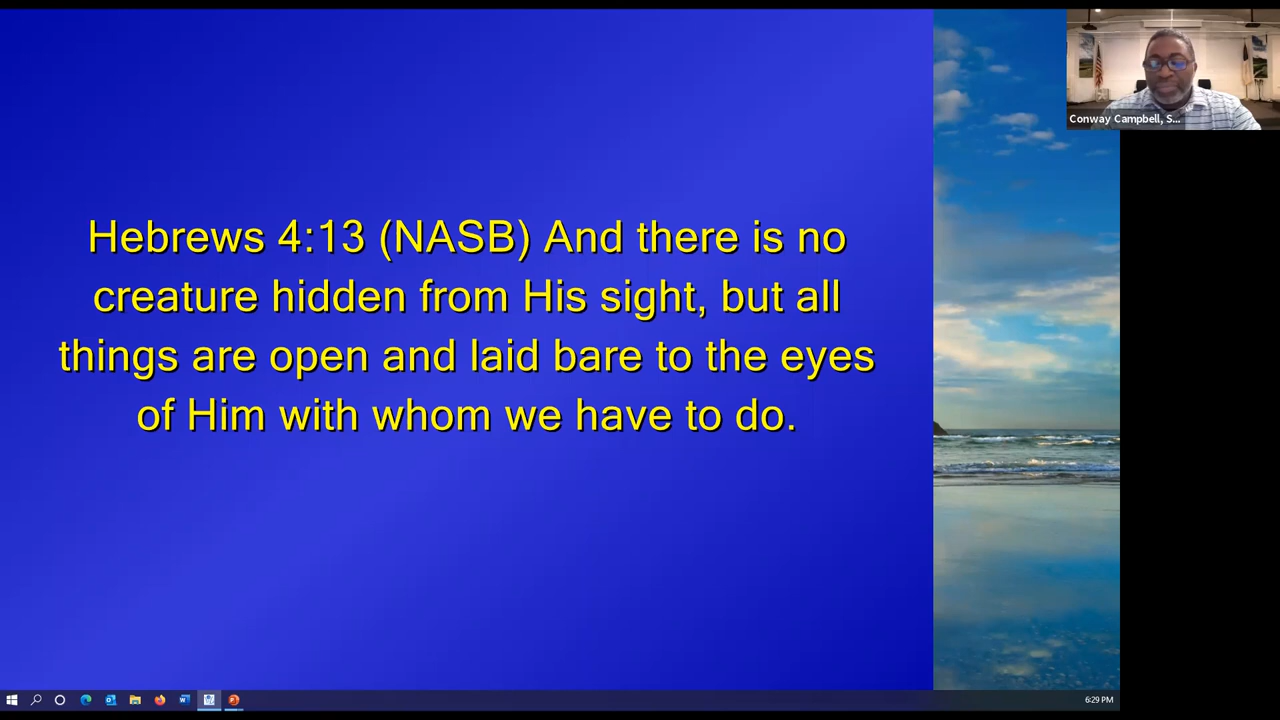 Hebrews 4:13 (NASB) And there is no
creature hidden from His sight, but all
things are open and laid bare to the eyes
of Him with whom we have to do.
Conway Campbell, S...
6:29 PM